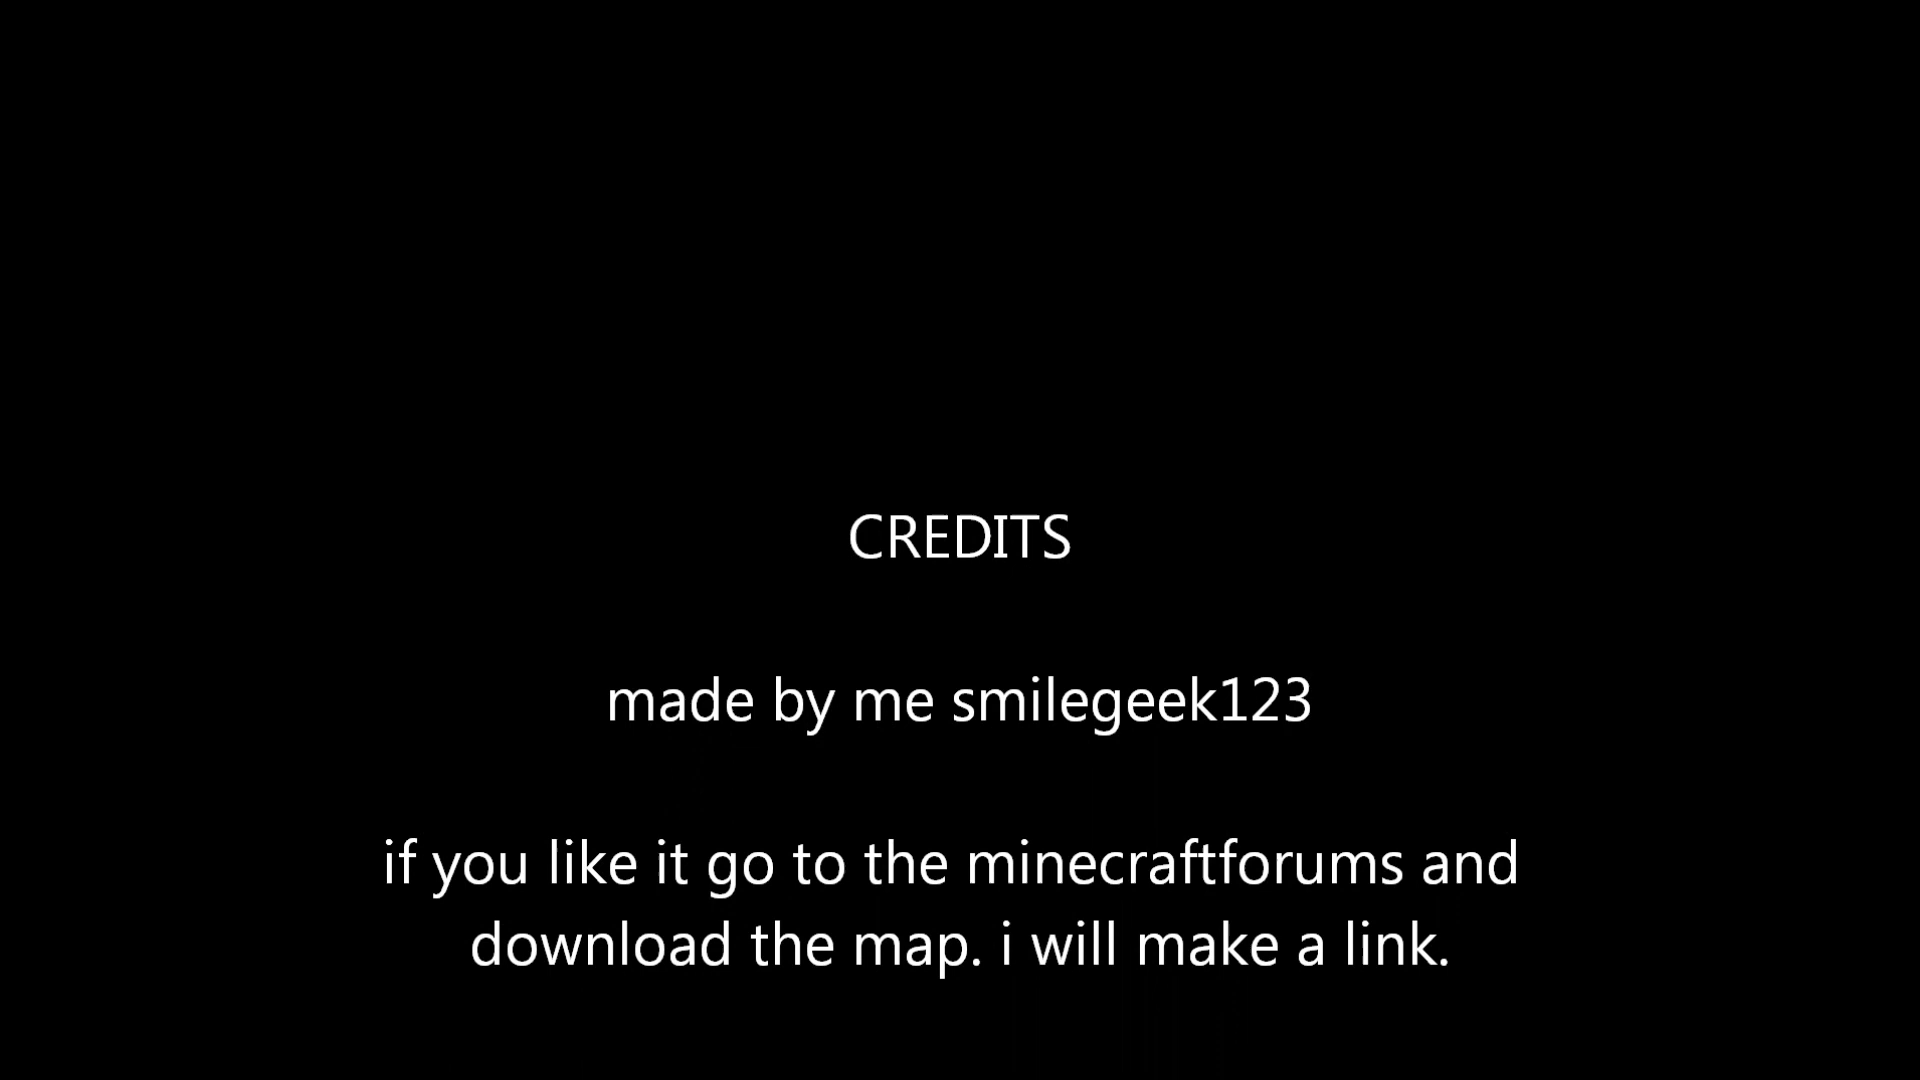 CREDITS
made by me smilegeek123
if you like it go to the minecraftforums and
download the map. i will make a link.